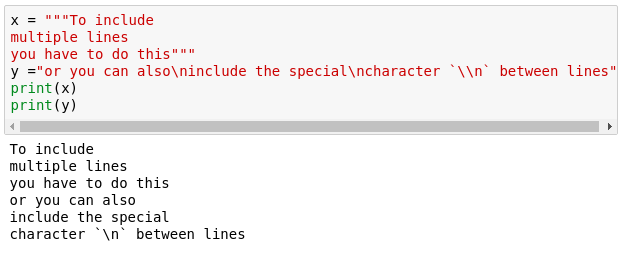 x = """To include
multiple lines
you have to do this"""
y ="or you can also\ninclude the special\ncharacter `\\n` between lines"
print(x)
print(y)
To include
multiple lines
you have to do this
or you can also
include the special
character `\n` between lines